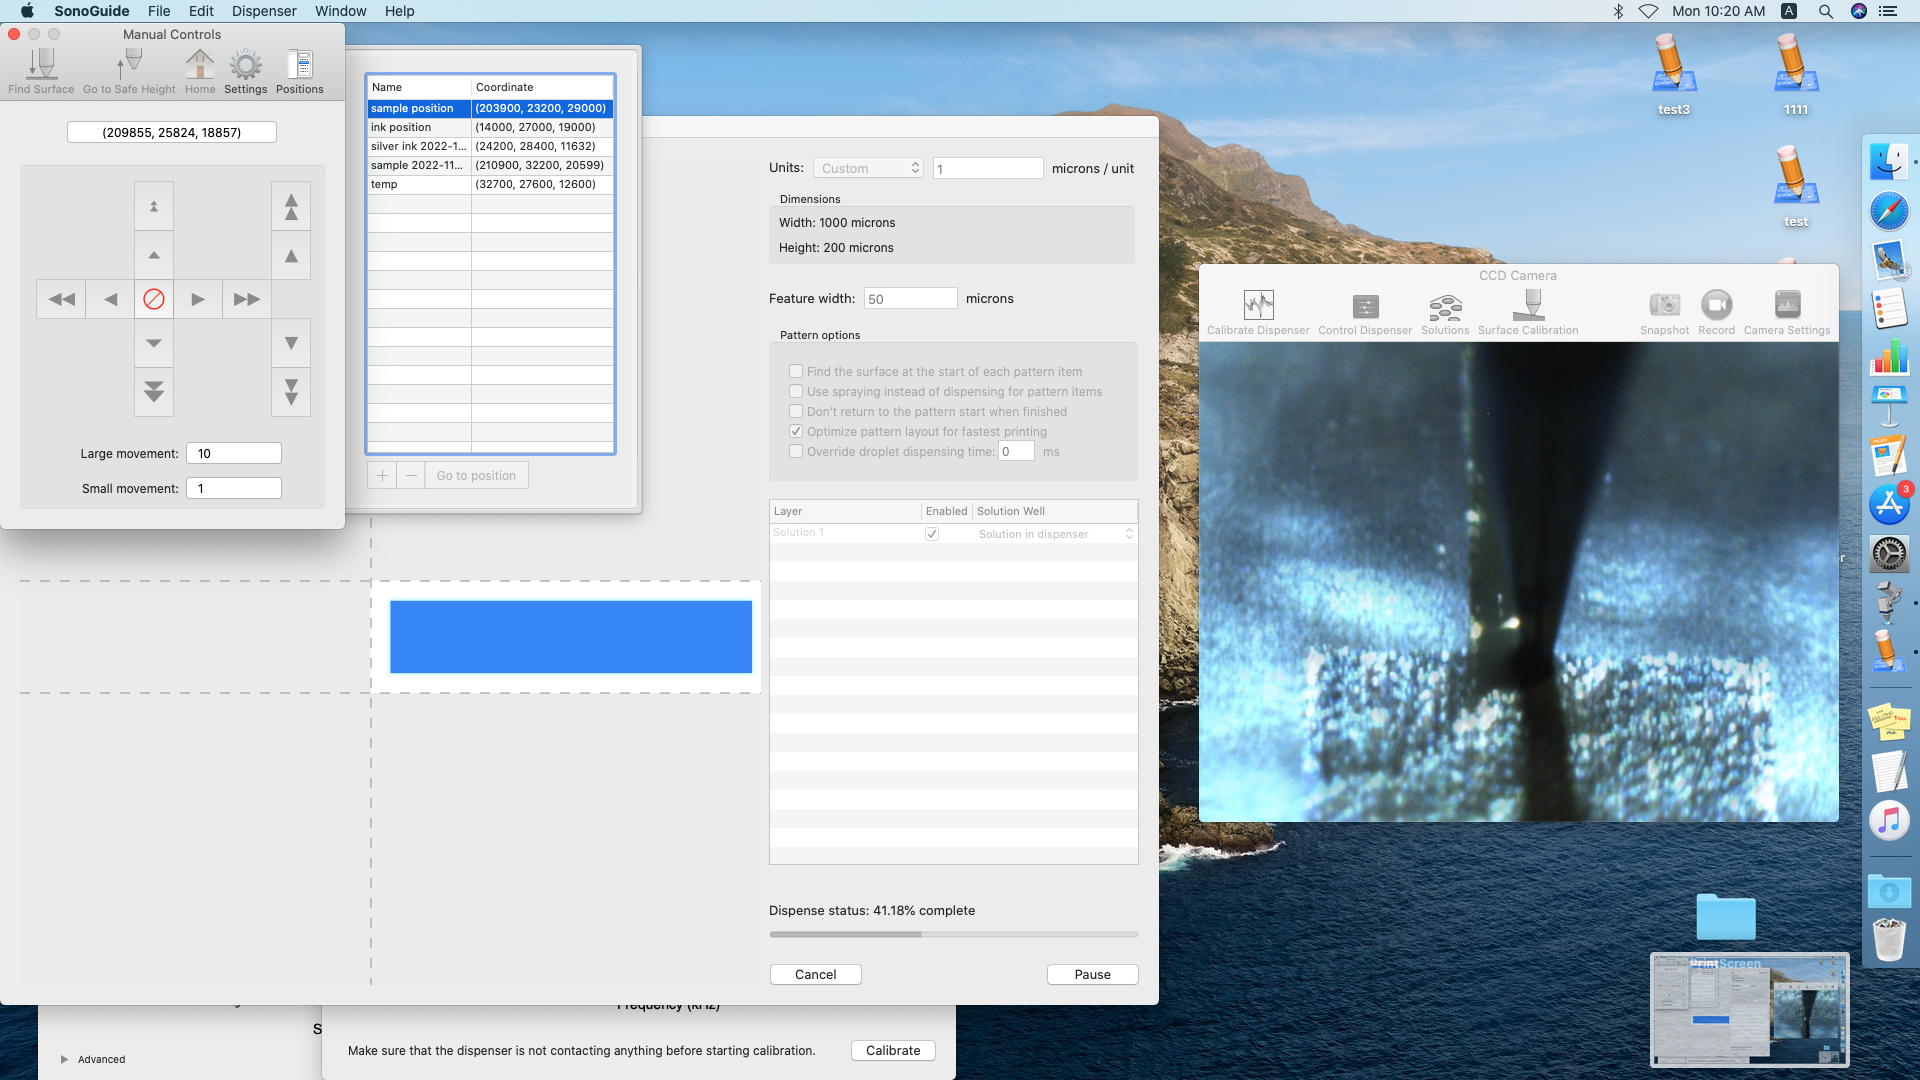 SonoGuide File Edit Dispenser Window Help
Mon 10:20 AM A
Manual Controls
Find Surface Go to Safe Height Home Settings Positions
(209855, 25824, 18857)
Large movement: 10
Small movement: 1
Name Coordinate
sample position (203900, 23200, 29000)
ink position (14000, 27000, 19000)
silver ink 2022-1... (24200, 28400, 11632)
sample 2022-11... (210900, 32200, 20599)
temp (32700, 27600, 12600)
+ − Go to position
Units: Custom 1 microns / unit
Dimensions
Width: 1000 microns
Height: 200 microns
Feature width: 50 microns
Pattern options
Find the surface at the start of each pattern item
Use spraying instead of dispensing for pattern items
Don't return to the pattern start when finished
Optimize pattern layout for fastest printing
Override droplet dispensing time: 0 ms
Layer Enabled Solution Well
Solution 1 Solution in dispenser
Dispense status: 41.18% complete
Cancel Pause
Frequency (kHz)
S
Make sure that the dispenser is not contacting anything before starting calibration. Calibrate
Advanced
test3
1111
test
CCD Camera
Calibrate Dispenser Control Dispenser Solutions Surface Calibration Snapshot Record Camera Settings
3
r
PrintScreen